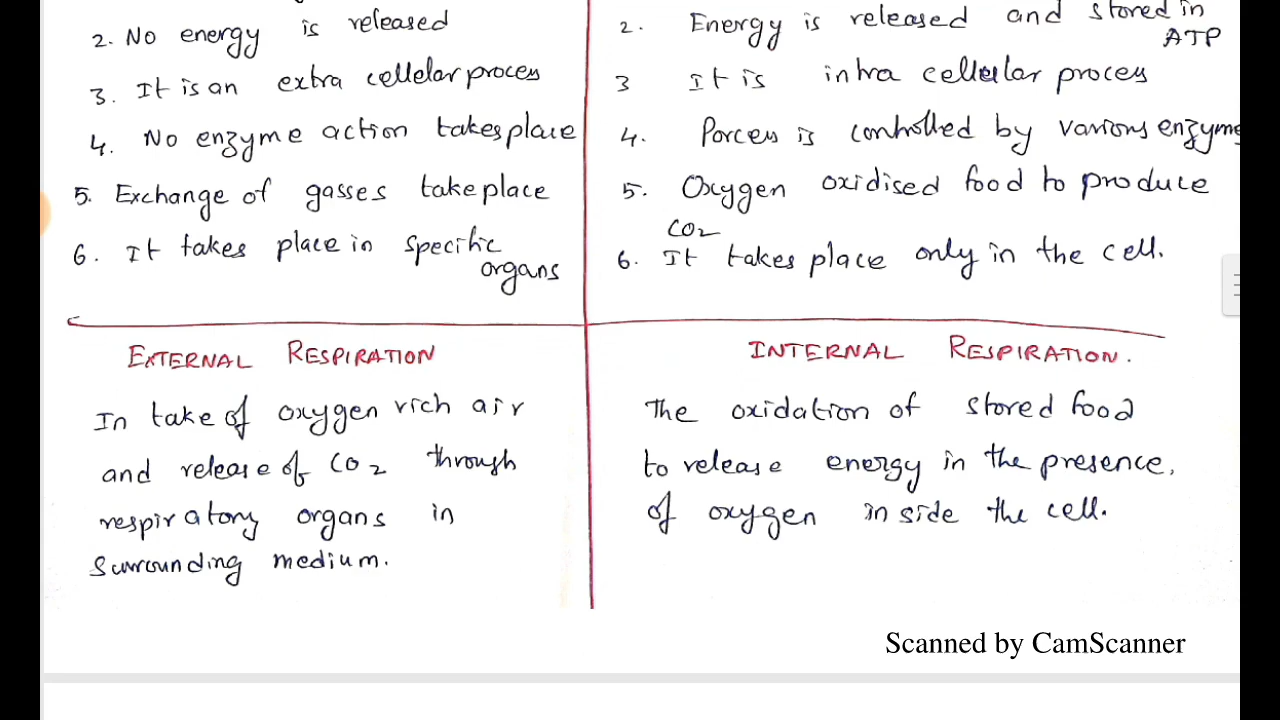 2. No energy is released
3. It is an extra cellelar process
4. No enzyme action takes place
5. Exchange of gasses take place
6. It takes place in specific
organs
2. Energy is released and stored in
ATP
3 It is intra cellular process
4. Porcess is controlled by various enzyme
5. Oxygen oxidised food to produce
CO2
6. It takes place only in the cell.
EXTERNAL RESPIRATION
In take of oxygen rich air
and release of CO2 through
respiratory organs in
surrounding medium.
INTERNAL RESPIRATION.
The oxidation of stored food
to release energy in the presence,
of oxygen in side the cell.
Scanned by CamScanner